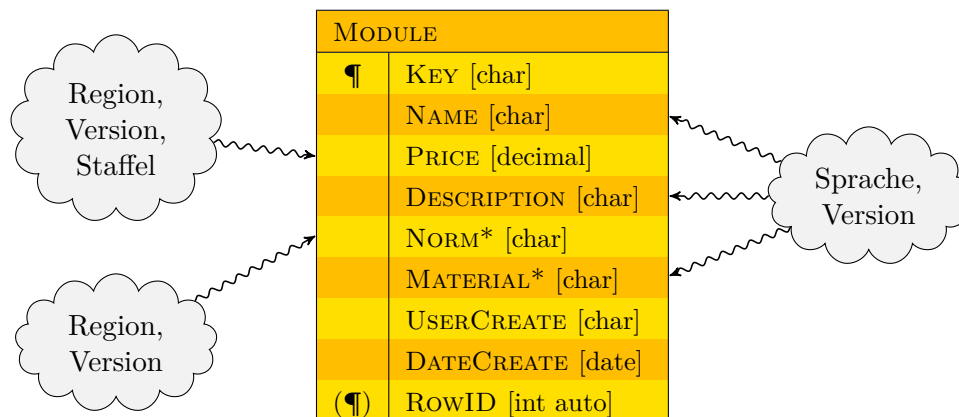 MODULE
¶ KEY [char]
NAME [char]
PRICE [decimal]
DESCRIPTION [char]
NORM* [char]
MATERIAL* [char]
USERCREATE [char]
DATECREATE [date]
(¶) ROWID [int auto]
Region,
Version,
Staffel
Region,
Version
Sprache,
Version